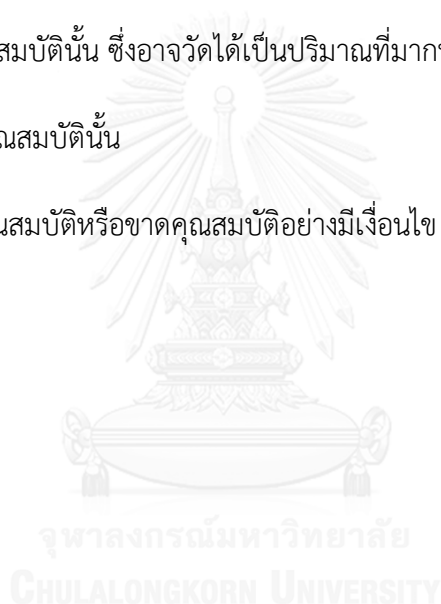 สมบัตินั้น ซึ่งอาจวัดได้เป็นปริมาณที่มาก
ณสมบัตินั้น
นสมบัติหรือขาดคุณสมบัติอย่างมีเงื่อนไข
จุฬาลงกรณ์มหาวิทยาลัย
CHULALONGKORN UNIVERSITY